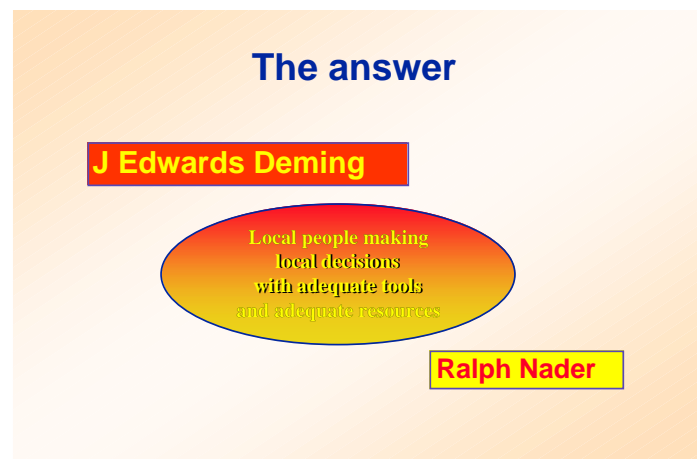 The answer
J Edwards Deming
Local people making
local decisions
with adequate tools
and adequate resources
Ralph Nader